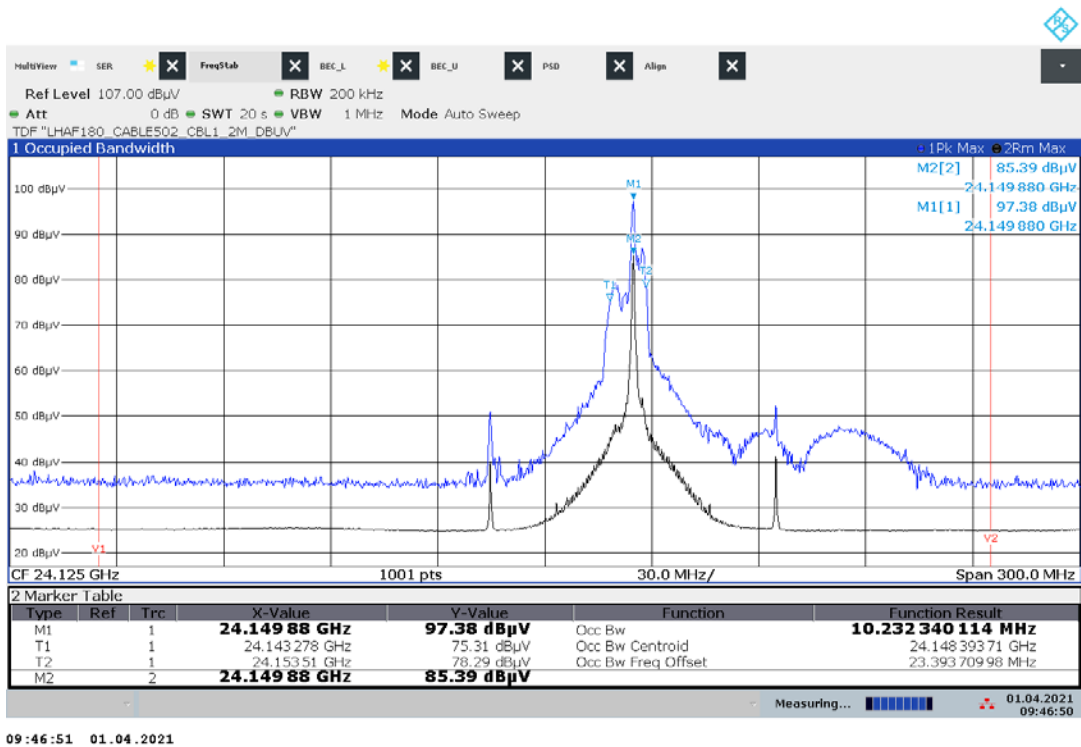 R&S
MultiView SER FreqStab BEC_L BEC_U PSD Align
Ref Level 107.00 dBµV RBW 200 kHz
Att 0 dB SWT 20 s VBW 1 MHz Mode Auto Sweep
TDF "LHAF180_CABLE502_CBL1_2M_DBUV"
1 Occupied Bandwidth 1Pk Max 2Rm Max
M2[2] 85.39 dBµV
24.149 880 GHz
M1[1] 97.38 dBµV
24.149 880 GHz
100 dBµV
M1
90 dBµV
M2
80 dBµV
T1
T2
70 dBµV
60 dBµV
50 dBµV
40 dBµV
30 dBµV
20 dBµV
V1
V2
CF 24.125 GHz 1001 pts 30.0 MHz/ Span 300.0 MHz
2 Marker Table
Type Ref Trc X-Value Y-Value Function Function Result
M1 1 24.149 88 GHz 97.38 dBµV Occ Bw 10.232 340 114 MHz
T1 1 24.143 278 GHz 75.31 dBµV Occ Bw Centroid 24.148 393 71 GHz
T2 1 24.153 51 GHz 78.29 dBµV Occ Bw Freq Offset 23.393 709 98 MHz
M2 2 24.149 88 GHz 85.39 dBµV
Measuring... 01.04.2021
09:46:50
09:46:51 01.04.2021